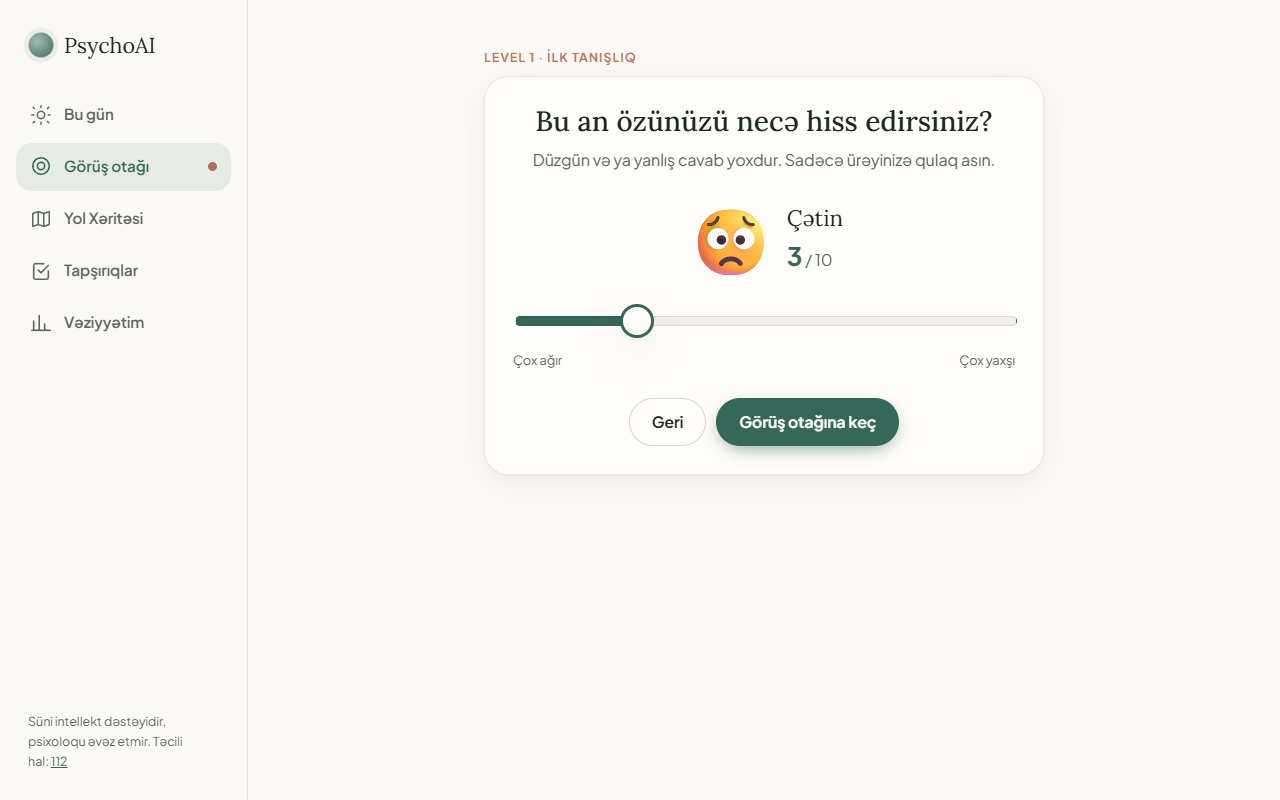 PsychoAI
Bu gün
Görüş otağı
Yol Xəritəsi
Tapşırıqlar
Vəziyyətim
Süni intellekt dəstəyidir,
psixoloqu əvəz etmir. Təcili
hal: 112
LEVEL 1 · İLK TANIŞLIQ
Bu an özünüzü necə hiss edirsiniz?
Düzgün və ya yanlış cavab yoxdur. Sadəcə ürəyinizə qulaq asın.
Çətin
3 / 10
Çox ağır
Çox yaxşı
Geri
Görüş otağına keç